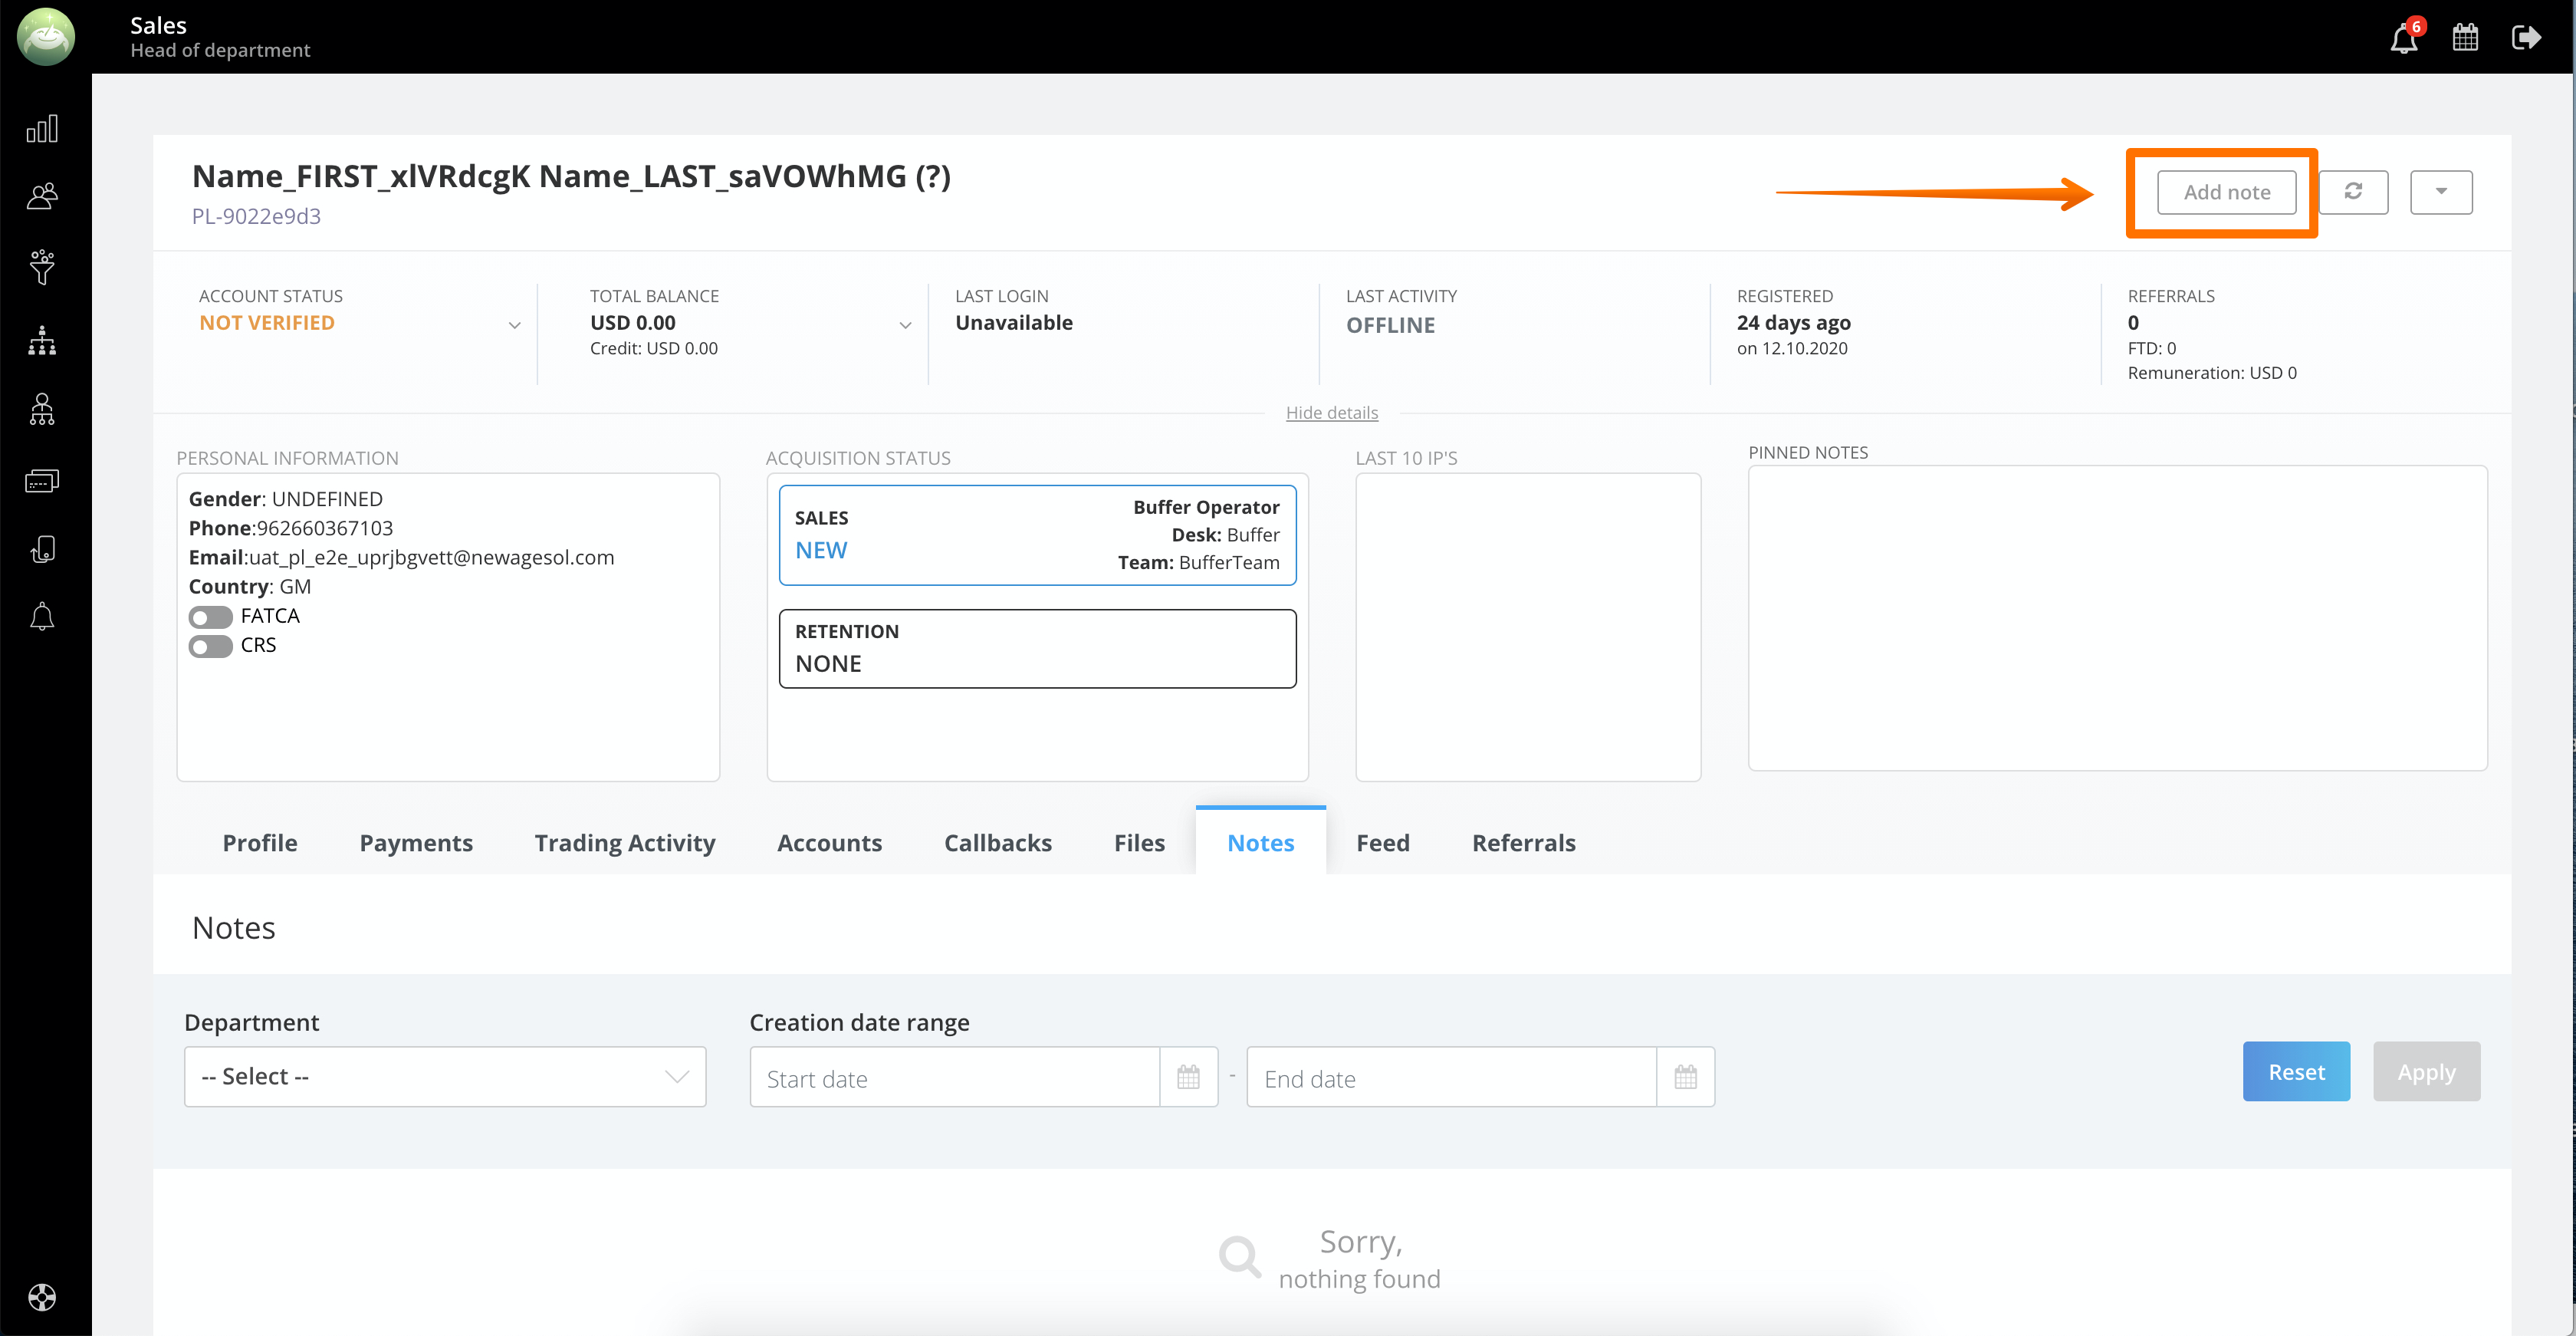 Sales
Head of department
6
Name_FIRST_xlVRdcgK Name_LAST_saVOWhMG (?)
PL-9022e9d3
Add note
ACCOUNT STATUS
NOT VERIFIED
TOTAL BALANCE
USD 0.00
Credit: USD 0.00
LAST LOGIN
Unavailable
LAST ACTIVITY
OFFLINE
REGISTERED
24 days ago
on 12.10.2020
REFERRALS
0
FTD: 0
Remuneration: USD 0
Hide details
PERSONAL INFORMATION
Gender: UNDEFINED
Phone:962660367103
Email:uat_pl_e2e_uprjbgvett@newagesol.com
Country: GM
FATCA
CRS
ACQUISITION STATUS
SALES
NEW
Buffer Operator
Desk: Buffer
Team: BufferTeam
RETENTION
NONE
LAST 10 IP'S
PINNED NOTES
Profile
Payments
Trading Activity
Accounts
Callbacks
Files
Notes
Feed
Referrals
Notes
Department
-- Select --
Creation date range
Start date
-
End date
Reset
Apply
Sorry,
nothing found